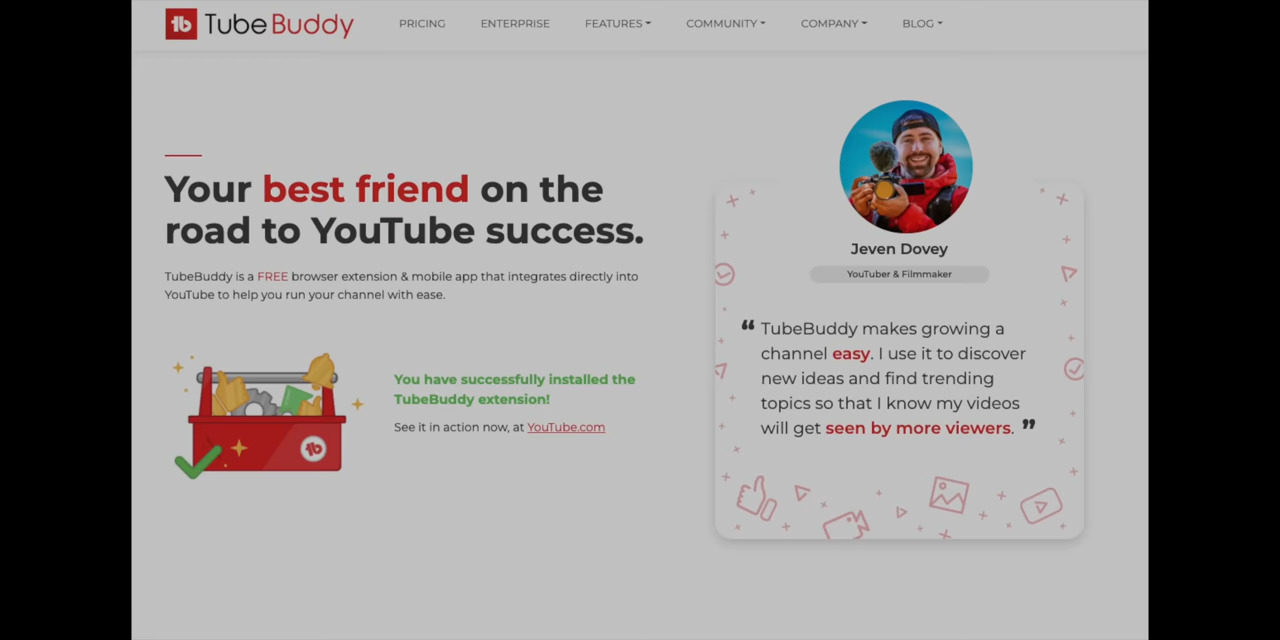 TubeBuddy
PRICING
ENTERPRISE
FEATURES
COMMUNITY
COMPANY
BLOG
Your best friend on the
road to YouTube success.
TubeBuddy is a FREE browser extension & mobile app that integrates directly into
YouTube to help you run your channel with ease.
You have successfully installed the
TubeBuddy extension!
See it in action now, at YouTube.com
Jeven Dovey
YouTuber & Filmmaker
“ TubeBuddy makes growing a
channel easy. I use it to discover
new ideas and find trending
topics so that I know my videos
will get seen by more viewers. ”